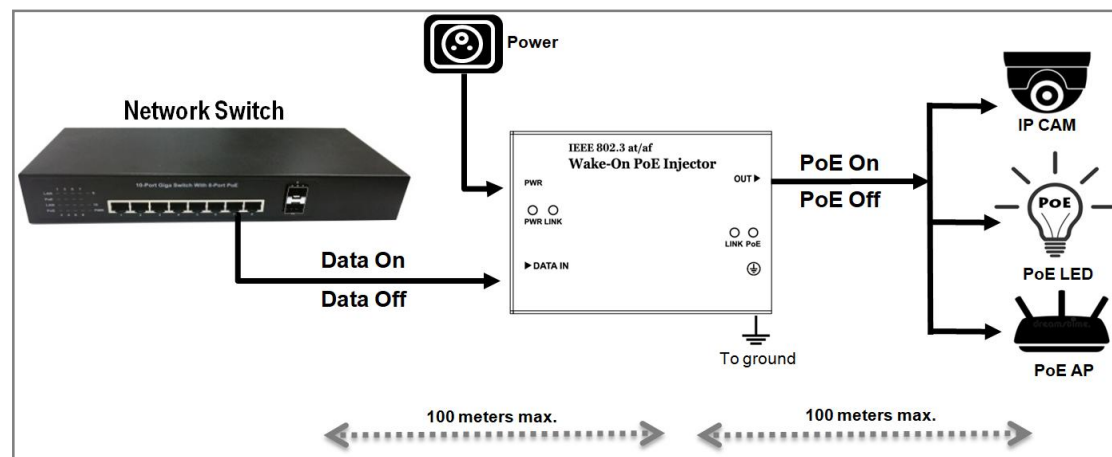 Power
Network Switch
10-Port Giga Switch With 8-Port PoE
IEEE 802.3 at/af
Wake-On PoE Injector
PWR
OUT ▶
PWR LINK
LINK PoE
▶ DATA IN
Data On
Data Off
PoE On
PoE Off
To ground
IP CAM
PoE
PoE LED
PoE AP
100 meters max.
100 meters max.